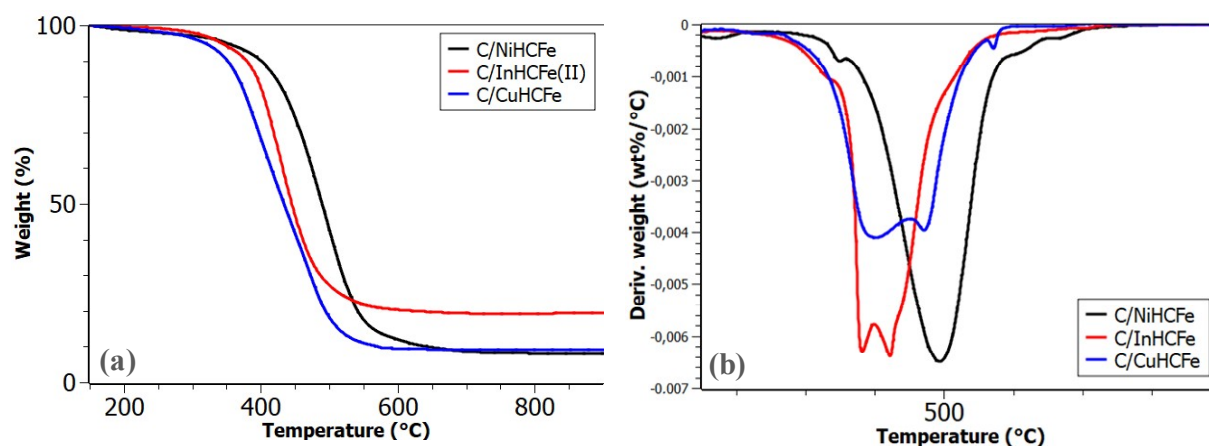 100
50
0
Weight (%)
C/NiHCFe
C/InHCFe(II)
C/CuHCFe
(a)
200
400
600
800
Temperature (°C)
0
-0,001
-0,002
-0,003
-0,004
-0,005
-0,006
-0.007
Deriv. weight (wt%/°C)
C/NiHCFe
C/InHCFe
C/CuHCFe
(b)
500
Temperature (°C)